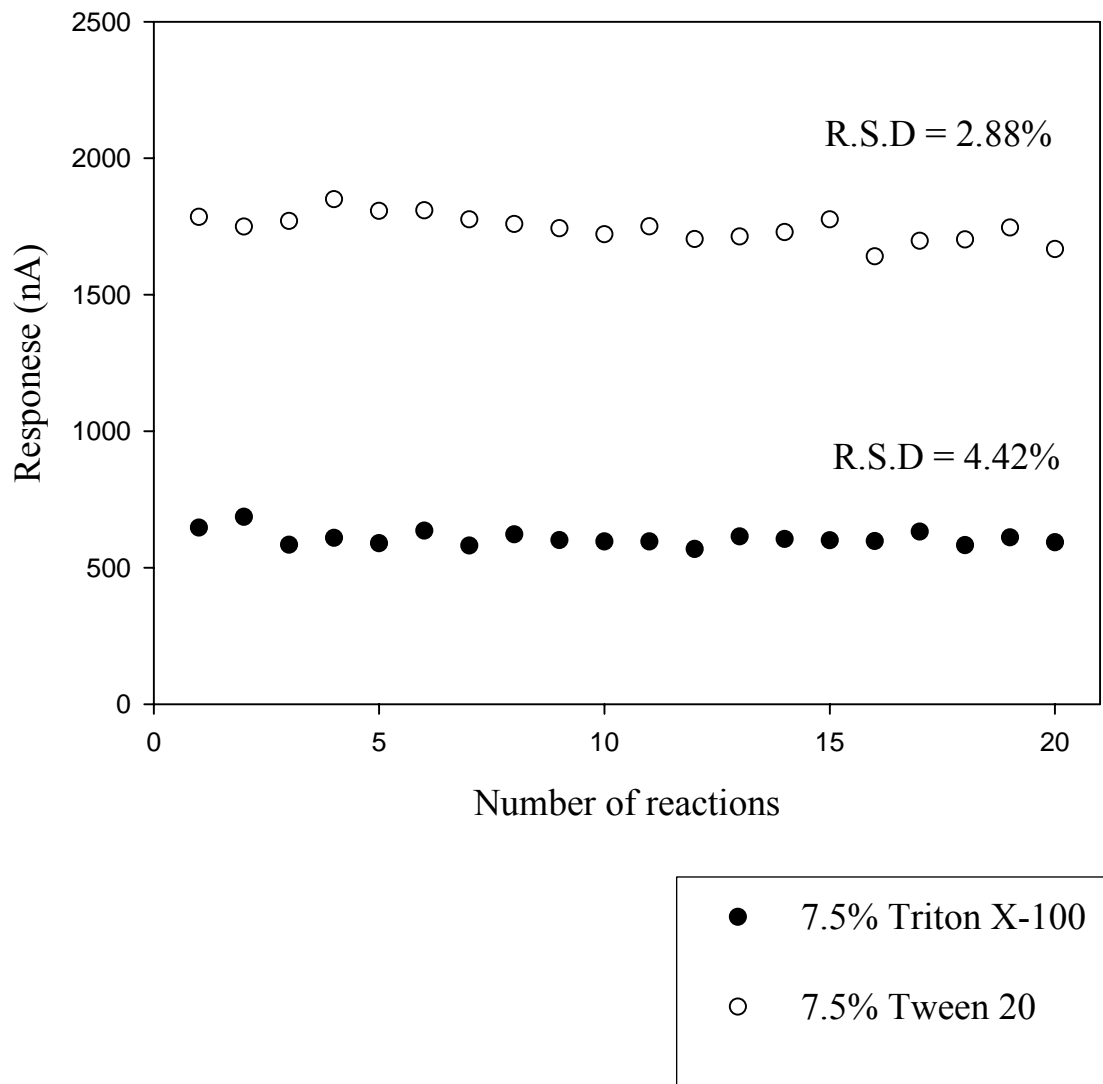 2500
R.S.D = 2.88%
2000
1500
Responese (nA)
1000
R.S.D = 4.42%
500
0
0 5 10 15 20
Number of reactions
7.5% Triton X-100
7.5% Tween 20